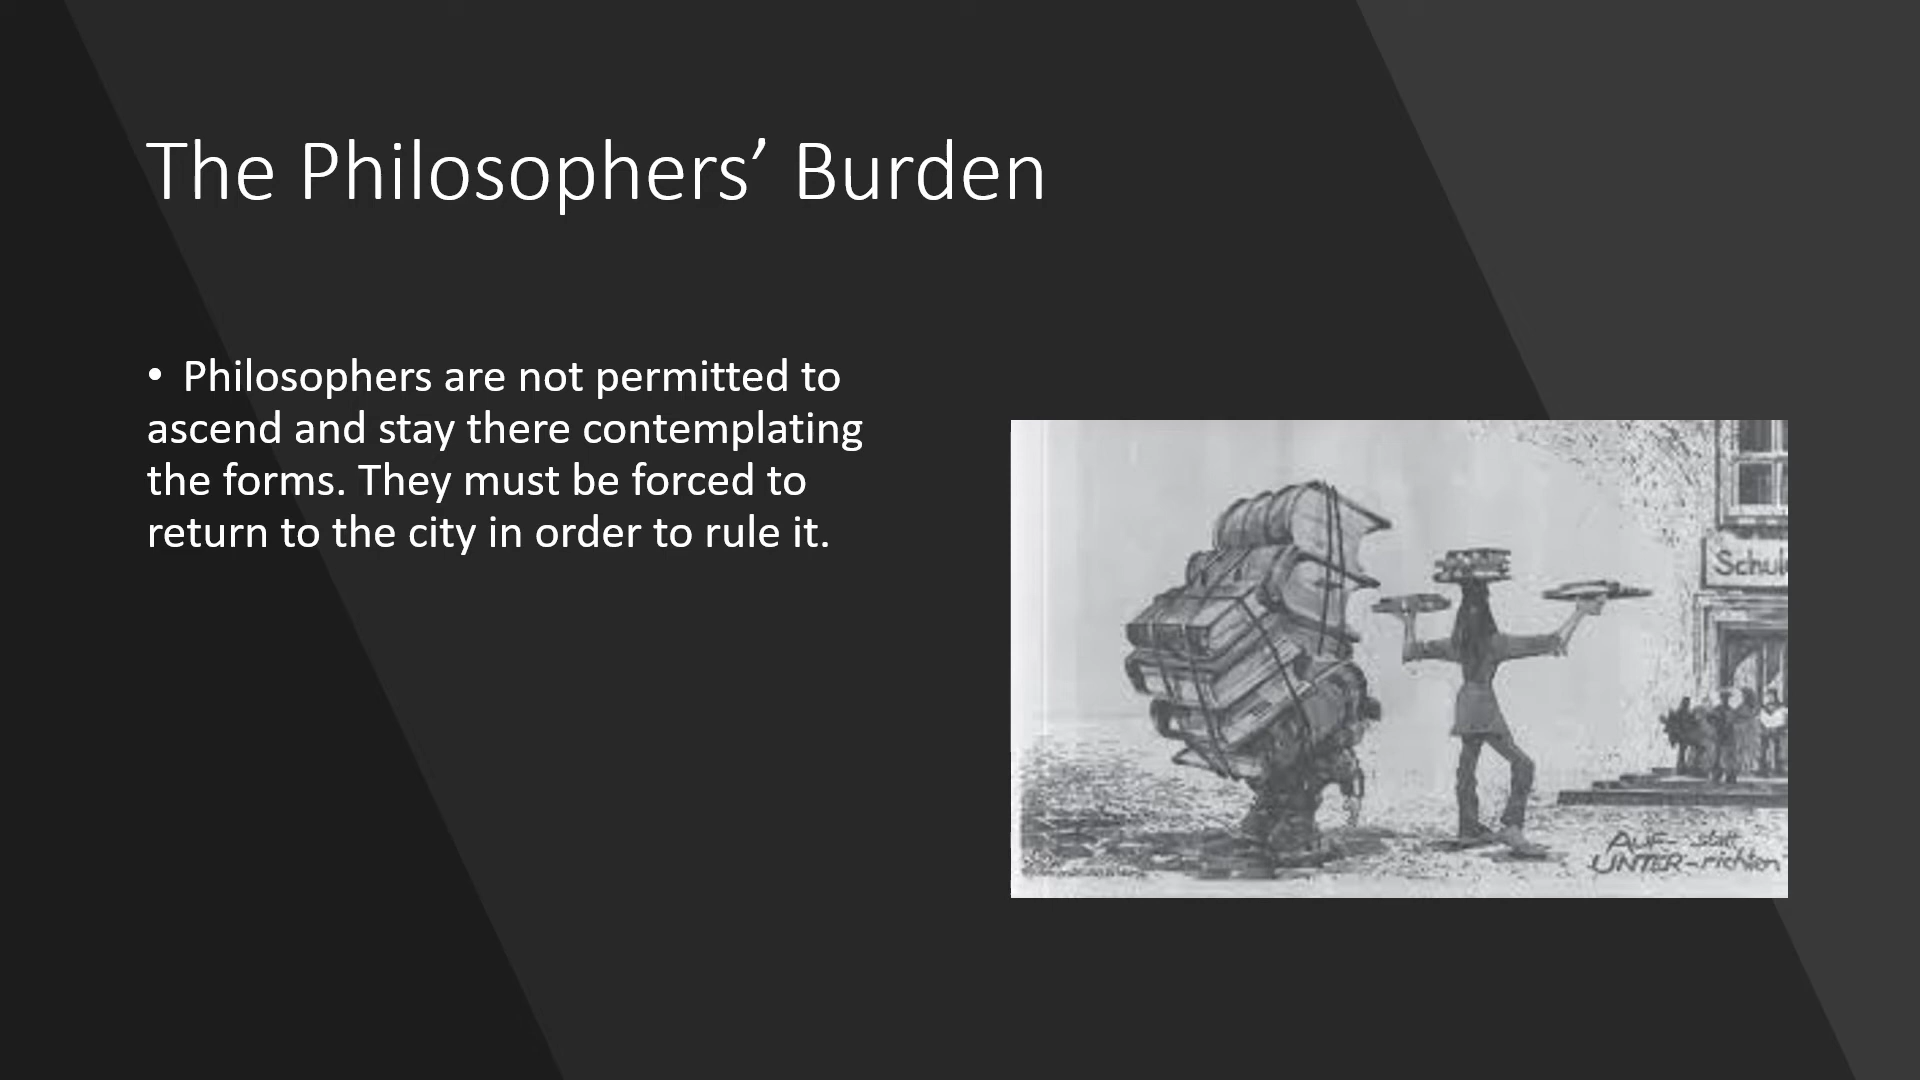 The Philosophers’ Burden
• Philosophers are not permitted to
ascend and stay there contemplating
the forms. They must be forced to
return to the city in order to rule it.
Schul
AUF- statt
UNTER-richten